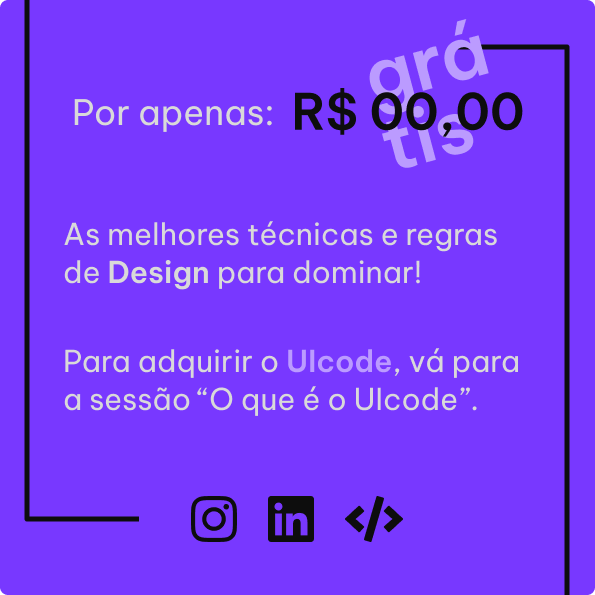 grá
tis
Por apenas: R$ 00,00
As melhores técnicas e regras
de Design para dominar!
Para adquirir o UIcode, vá para
a sessão “O que é o UIcode”.
in